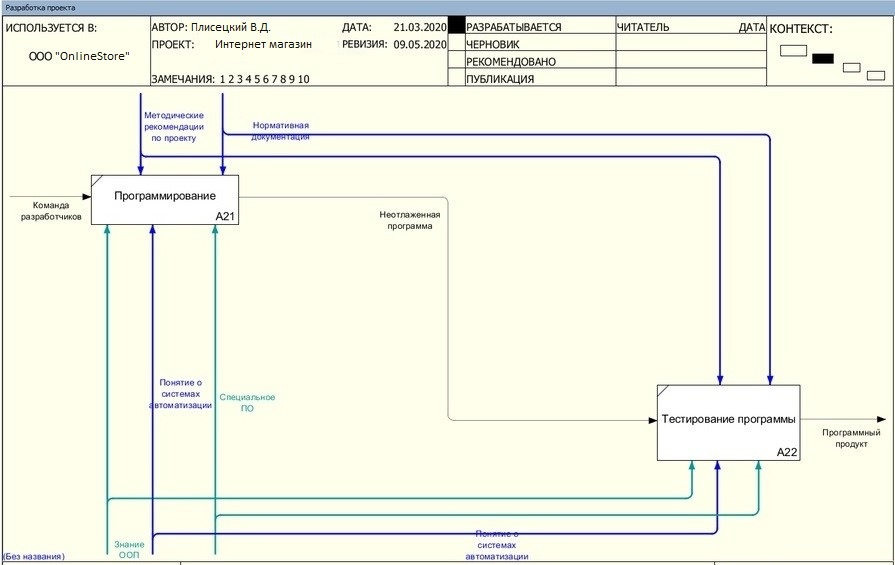 Разработка проекта
ИСПОЛЬЗУЕТСЯ В:
ООО "OnlineStore"
АВТОР: Плисецкий В.Д.
ДАТА: 21.03.2020
ПРОЕКТ: Интернет магазин
РЕВИЗИЯ: 09.05.2020
ЗАМЕЧАНИЯ: 1 2 3 4 5 6 7 8 9 10
РАЗРАБАТЫВАЕТСЯ
ЧЕРНОВИК
РЕКОМЕНДОВАНО
ПУБЛИКАЦИЯ
ЧИТАТЕЛЬ ДАТА
КОНТЕКСТ:
Методические
рекомендации
по проекту
Нормативная
документация
Команда
разработчиков
Программирование
A21
Неотлаженная
программа
Понятие о
системах
автоматизации
Специальное
ПО
Тестирование программы
A22
Программный
продукт
Знание
ООП
Понятие о
системах
автоматизации
(Без названия)